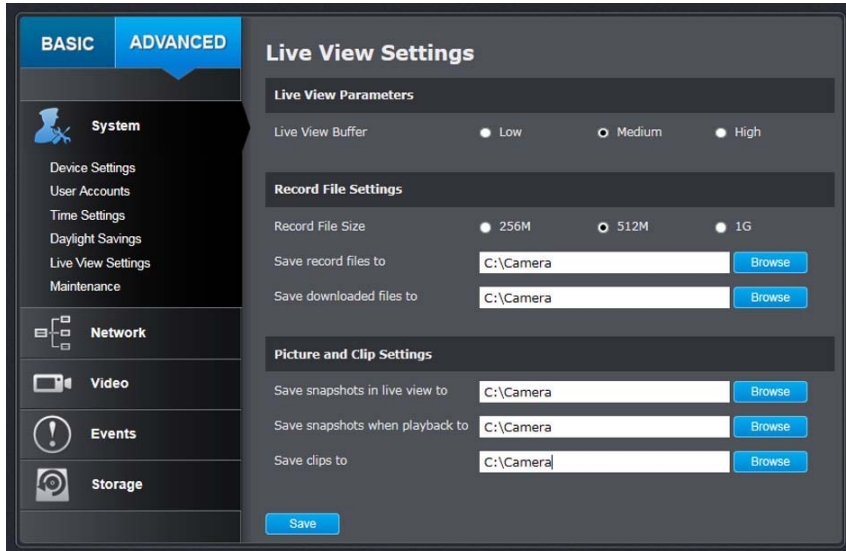 BASIC
ADVANCED
System
Device Settings
User Accounts
Time Settings
Daylight Savings
Live View Settings
Maintenance
Network
Video
Events
Storage
Live View Settings
Live View Parameters
Live View Buffer Low Medium High
Record File Settings
Record File Size 256M 512M 1G
Save record files to C:\Camera Browse
Save downloaded files to C:\Camera Browse
Picture and Clip Settings
Save snapshots in live view to C:\Camera Browse
Save snapshots when playback to C:\Camera Browse
Save clips to C:\Camera Browse
Save